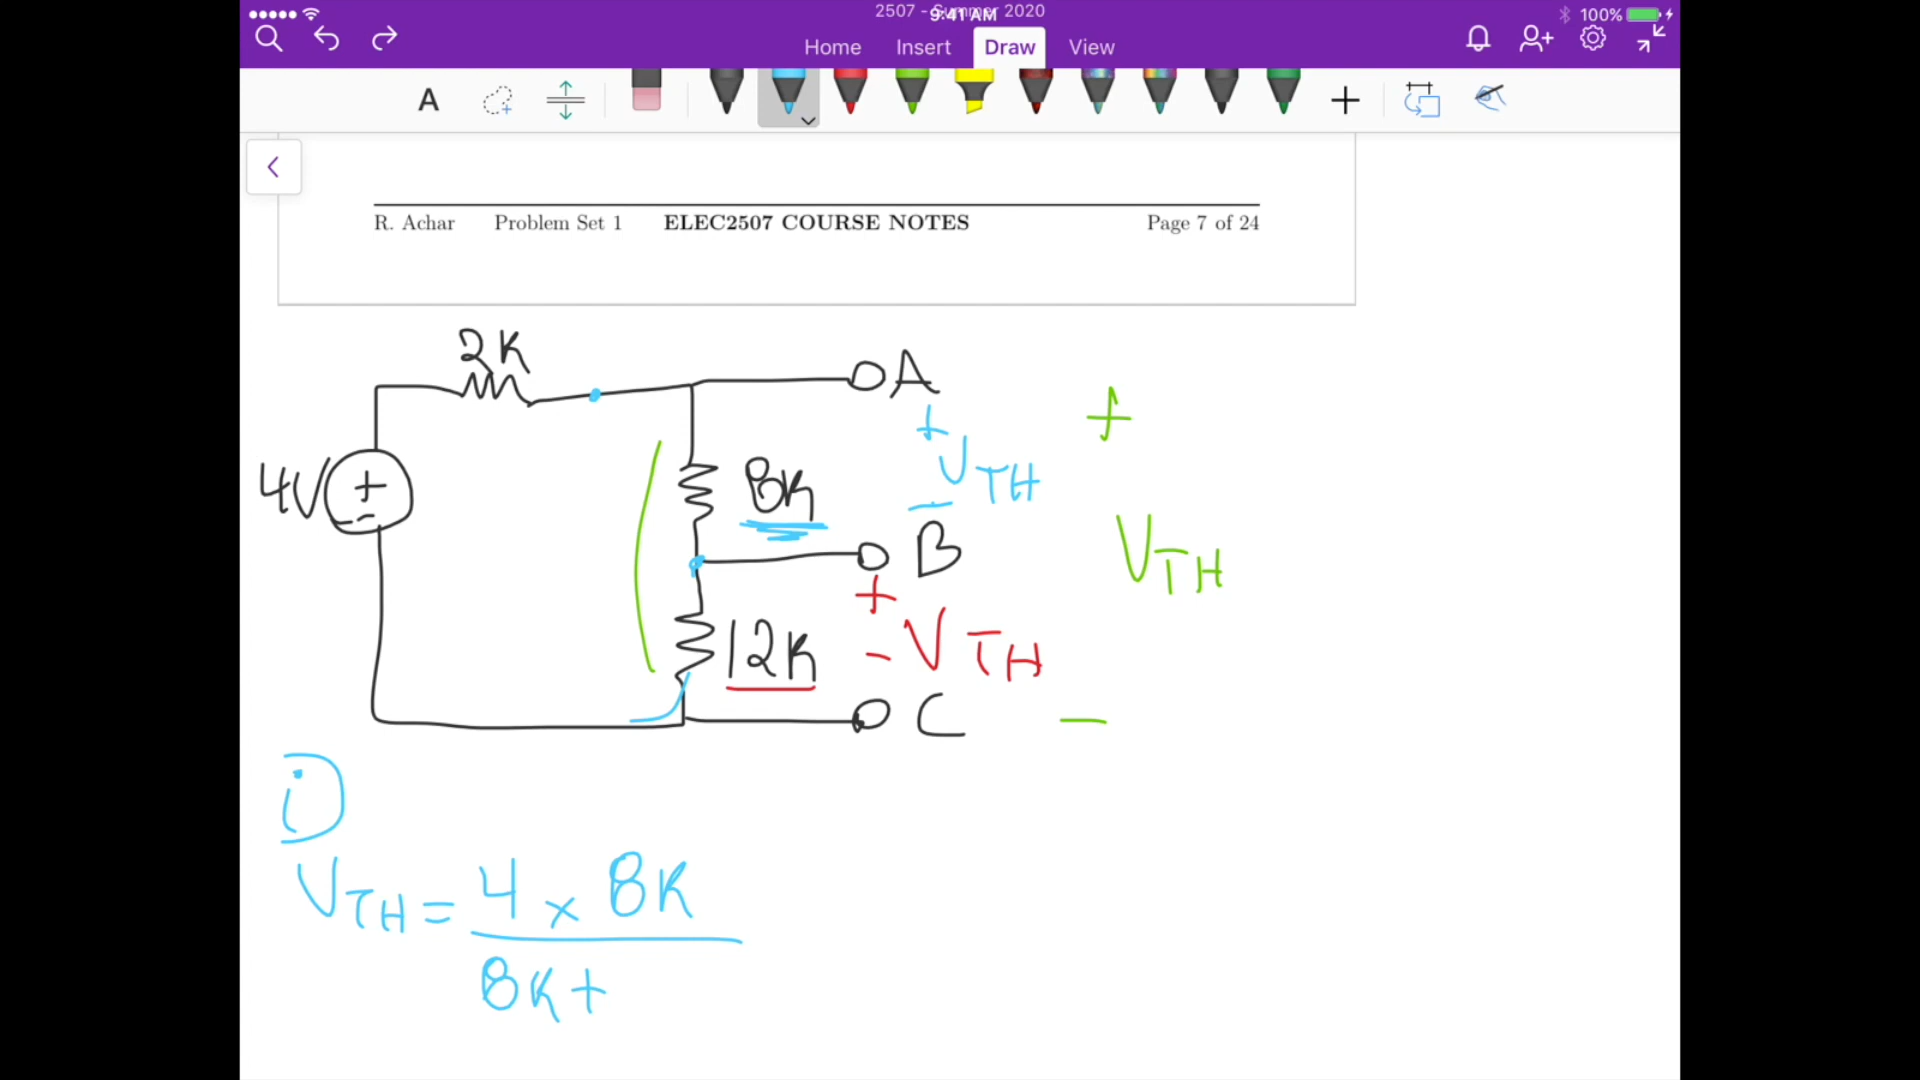 2507 - Summer 2020
9:41 AM
100%
Home Insert Draw View
A
R. Achar Problem Set 1 ELEC2507 COURSE NOTES Page 7 of 24
2K
A
+
+
4V
+
-
8K
VTH
-
B
VTH
+
12K
- VTH
C
-
i)
VTH = 4 x 8K
8K +